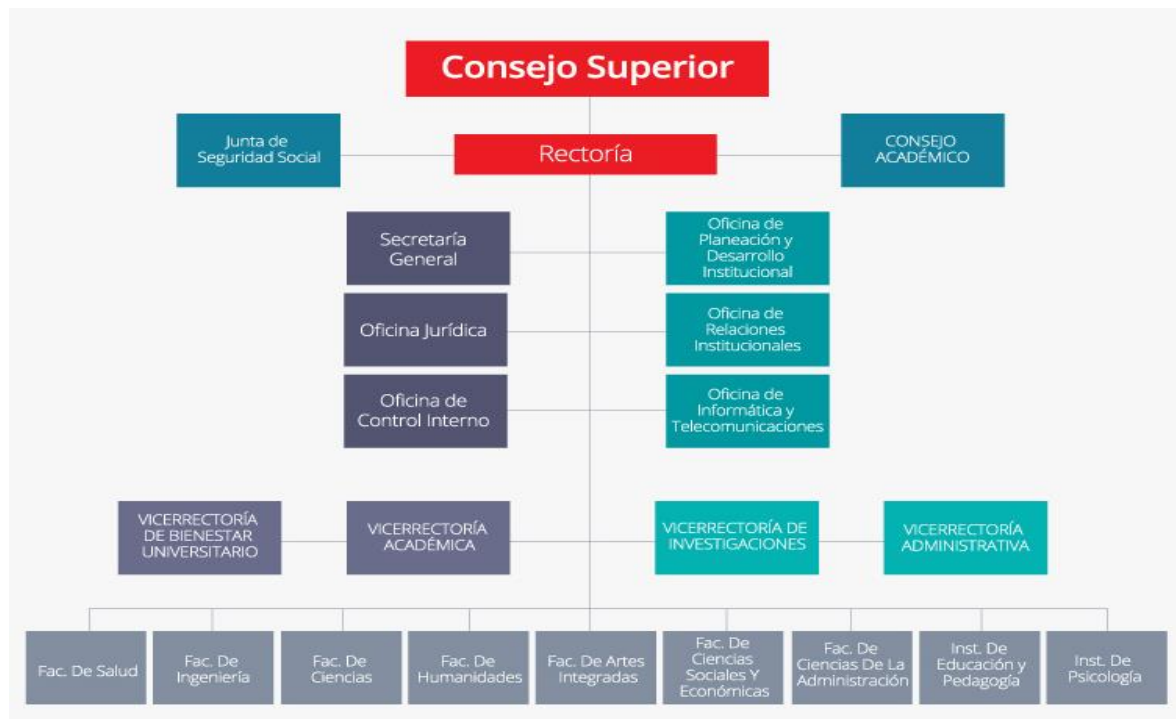 Consejo Superior
Junta de
Seguridad Social
Rectoría
CONSEJO
ACADÉMICO
Secretaría
General
Oficina de
Planeación y
Desarrollo
Institucional
Oficina Jurídica
Oficina de
Relaciones
Institucionales
Oficina de
Control Interno
Oficina de
Informática y
Telecomunicaciones
VICERRECTORÍA
DE BIENESTAR
UNIVERSITARIO
VICERRECTORÍA
ACADÉMICA
VICERRECTORÍA DE
INVESTIGACIONES
VICERRECTORÍA
ADMINISTRATIVA
Fac. De Salud
Fac. De
Ingeniería
Fac. De
Ciencias
Fac. De
Humanidades
Fac. De Artes
Integradas
Fac. De
Ciencias
Sociales Y
Económicas
Fac. De
Ciencias De La
Administración
Inst. De
Educación y
Pedagogía
Inst. De
Psicología